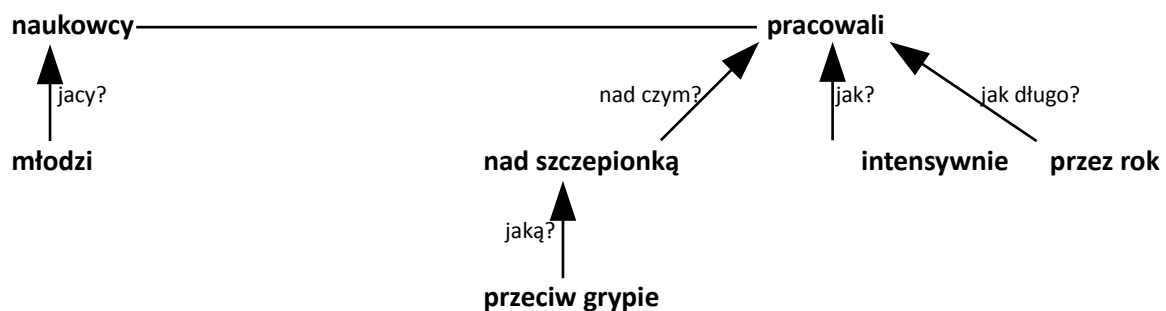 naukowcy pracowali
jacy? nad czym? jak? jak długo?
młodzi nad szczepionką intensywnie przez rok
jaką?
przeciw grypie